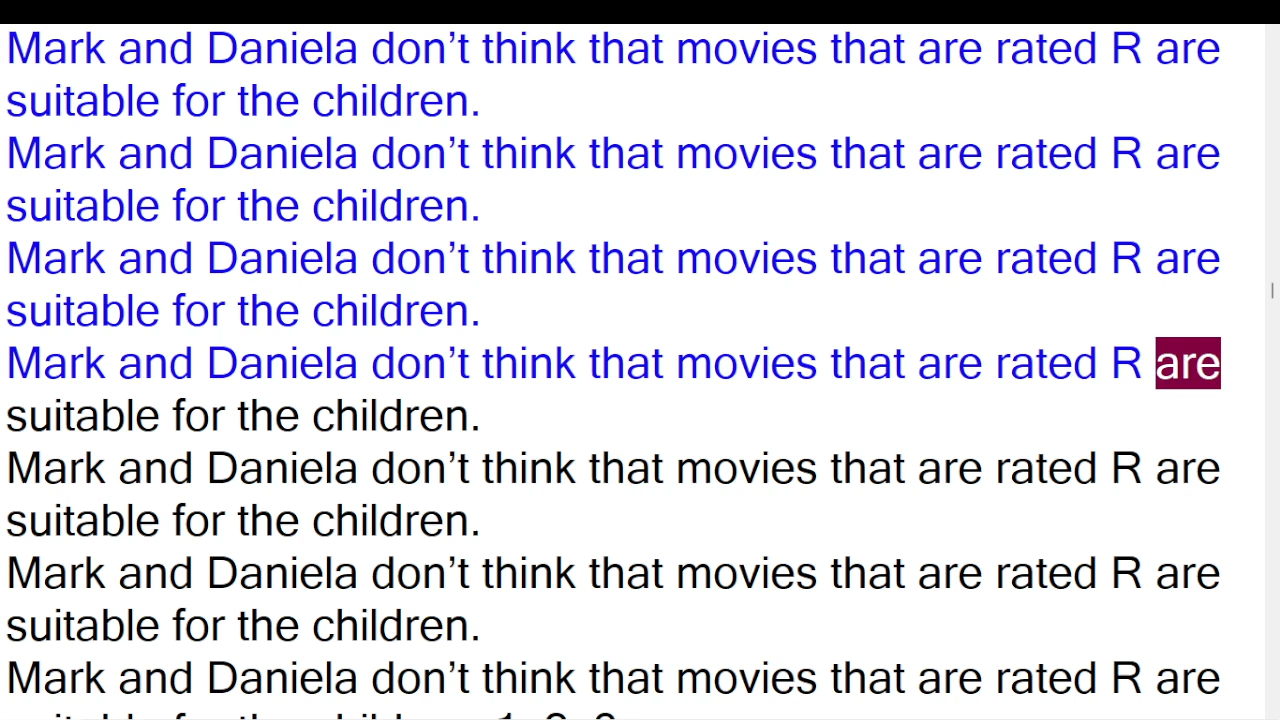 Mark and Daniela don’t think that movies that are rated R are
suitable for the children.
Mark and Daniela don’t think that movies that are rated R are
suitable for the children.
Mark and Daniela don’t think that movies that are rated R are
suitable for the children.
Mark and Daniela don’t think that movies that are rated R are
suitable for the children.
Mark and Daniela don’t think that movies that are rated R are
suitable for the children.
Mark and Daniela don’t think that movies that are rated R are
suitable for the children.
Mark and Daniela don’t think that movies that are rated R are